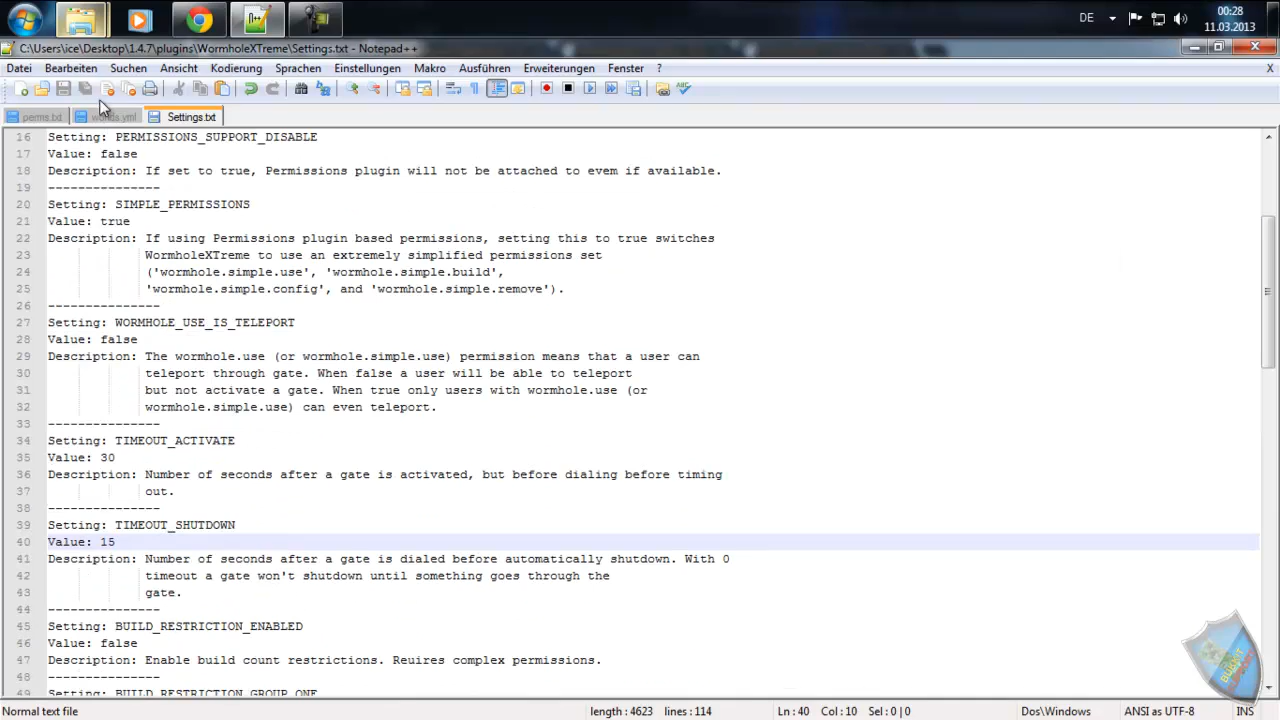 DE
00:28
11.03.2013
C:\Users\ice\Desktop\1.4.7\plugins\WormholeXTreme\Settings.txt - Notepad++
Datei Bearbeiten Suchen Ansicht Kodierung Sprachen Einstellungen Makro Ausführen Erweiterungen Fenster ? X
perms.txt Settings.txt
16 Setting: PERMISSIONS_SUPPORT_DISABLE
17 Value: false
18 Description: If set to true, Permissions plugin will not be attached to evem if available.
19 ---------------
20 Setting: SIMPLE_PERMISSIONS
21 Value: true
22 Description: If using Permissions plugin based permissions, setting this to true switches
23 WormholeXTreme to use an extremely simplified permissions set
24 ('wormhole.simple.use', 'wormhole.simple.build',
25 'wormhole.simple.config', and 'wormhole.simple.remove').
26 ---------------
27 Setting: WORMHOLE_USE_IS_TELEPORT
28 Value: false
29 Description: The wormhole.use (or wormhole.simple.use) permission means that a user can
30 teleport through gate. When false a user will be able to teleport
31 but not activate a gate. When true only users with wormhole.use (or
32 wormhole.simple.use) can even teleport.
33 ---------------
34 Setting: TIMEOUT_ACTIVATE
35 Value: 30
36 Description: Number of seconds after a gate is activated, but before dialing before timing
37 out.
38 ---------------
39 Setting: TIMEOUT_SHUTDOWN
40 Value: 15
41 Description: Number of seconds after a gate is dialed before automatically shutdown. With 0
42 timeout a gate won't shutdown until something goes through the
43 gate.
44 ---------------
45 Setting: BUILD_RESTRICTION_ENABLED
46 Value: false
47 Description: Enable build count restrictions. Reuires complex permissions.
48 ---------------
49 Setting: BUILD_RESTRICTION_GROUP_ONE
Normal text file length : 4623 lines : 114 Ln : 40 Col : 10 Sel : 0 | 0 Dos\Windows ANSI as UTF-8 INS